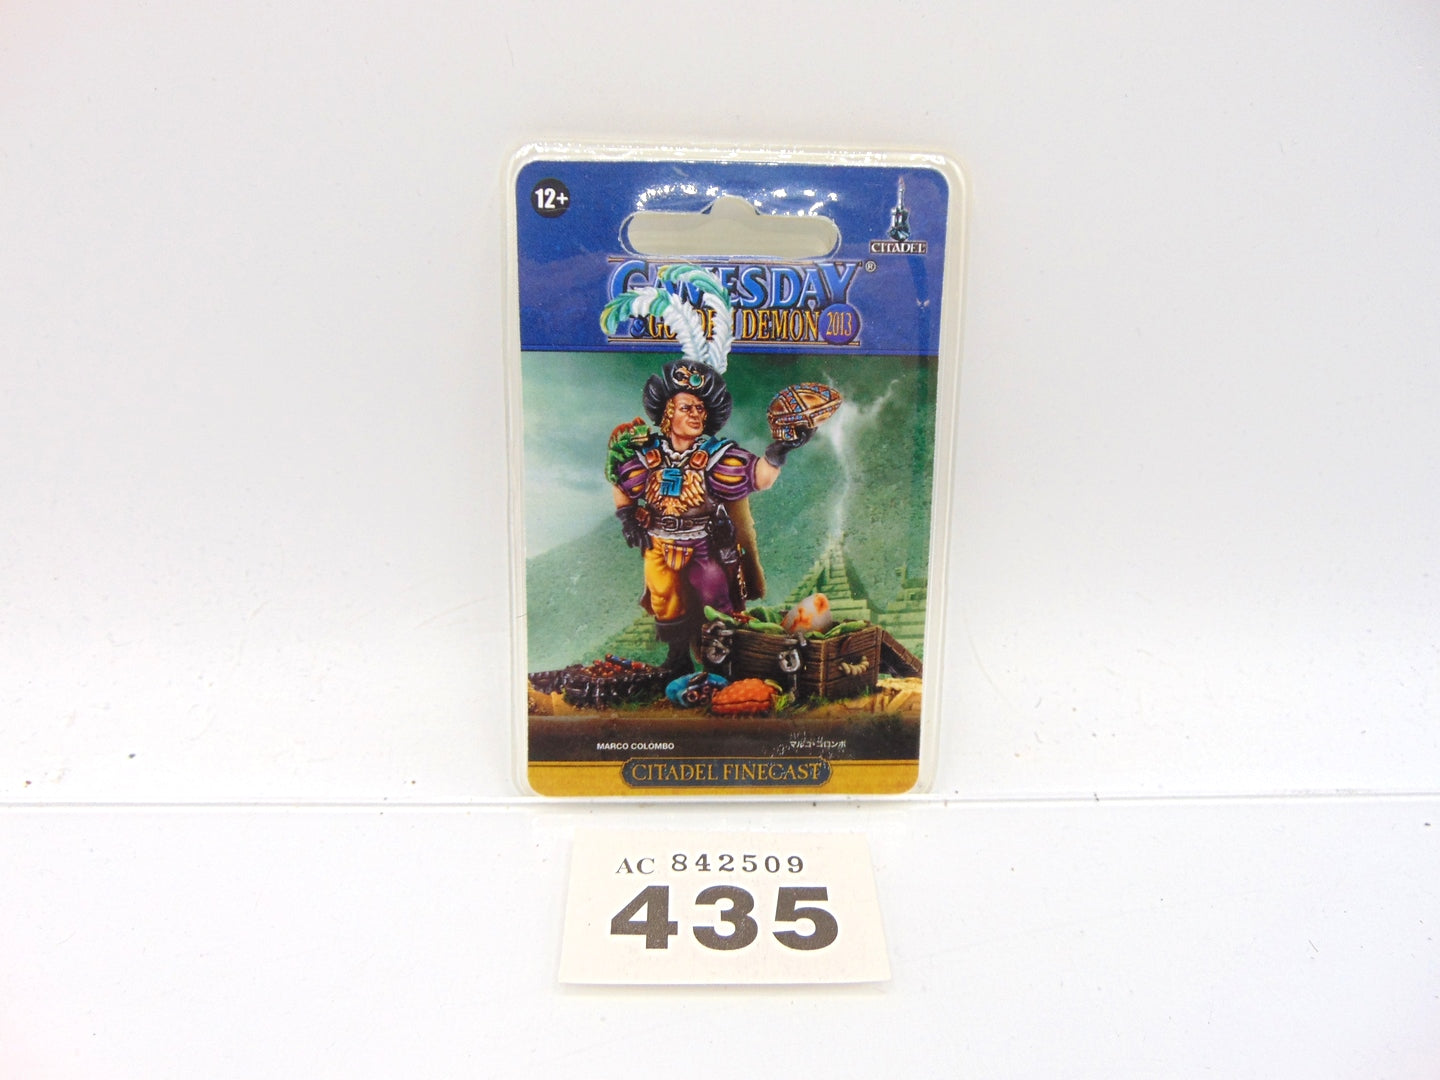 12+
CITADEL
GAMESDAY®
GOLDEN DEMON 2013
MARCO COLOMBO
マルコ・コロンボ
CITADEL FINECAST
AC 842509
435